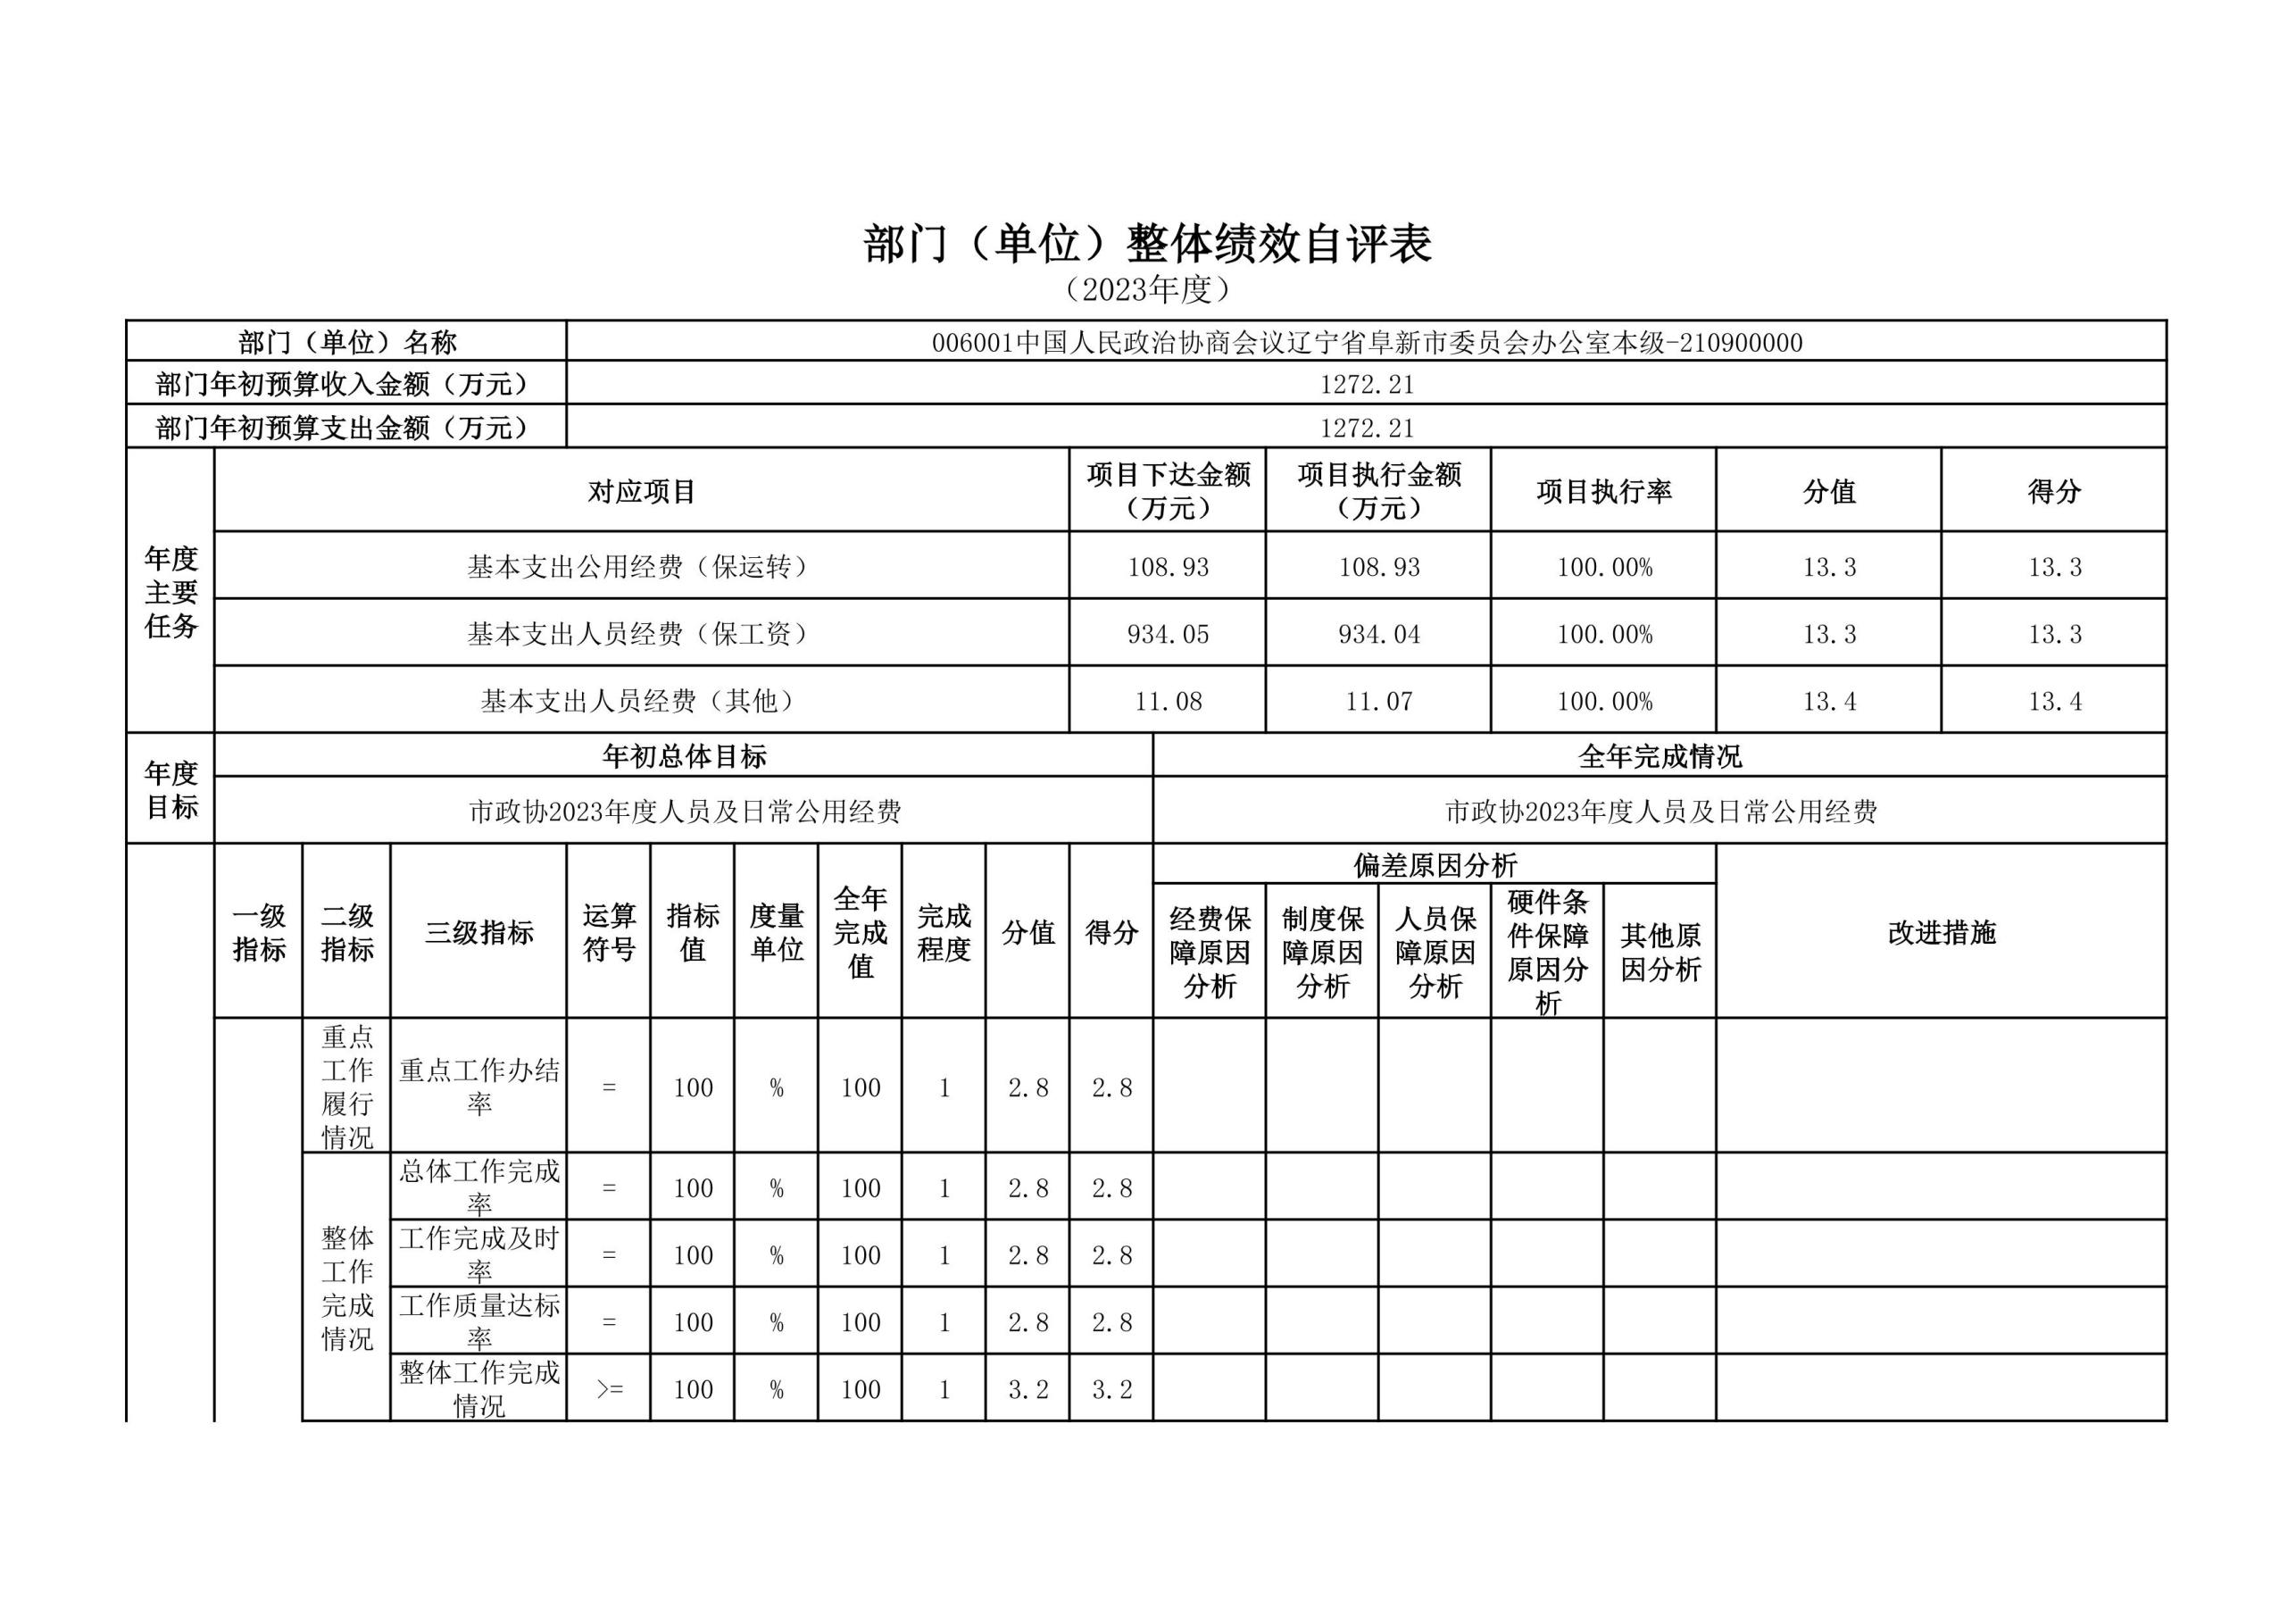 部门（单位）整体绩效自评表
（2023年度）
部门（单位）名称 006001中国人民政治协商会议辽宁省阜新市委员会办公室本级-210900000
部门年初预算收入金额（万元） 1272.21
部门年初预算支出金额（万元） 1272.21
年度主要任务 对应项目 项目下达金额（万元） 项目执行金额（万元） 项目执行率 分值 得分
基本支出公用经费（保运转） 108.93 108.93 100.00% 13.3 13.3
基本支出人员经费（保工资） 934.05 934.04 100.00% 13.3 13.3
基本支出人员经费（其他） 11.08 11.07 100.00% 13.4 13.4
年度目标 年初总体目标 全年完成情况
市政协2023年度人员及日常公用经费 市政协2023年度人员及日常公用经费
一级指标 二级指标 三级指标 运算符号 指标值 度量单位 全年完成值 完成程度 分值 得分 偏差原因分析 改进措施
经费保障原因分析 制度保障原因分析 人员保障原因分析 硬件条件保障原因分析 其他原因分析
重点工作履行情况 重点工作办结率 = 100 % 100 1 2.8 2.8
整体工作完成情况 总体工作完成率 = 100 % 100 1 2.8 2.8
工作完成及时率 = 100 % 100 1 2.8 2.8
工作质量达标率 = 100 % 100 1 2.8 2.8
整体工作完成情况 >= 100 % 100 1 3.2 3.2